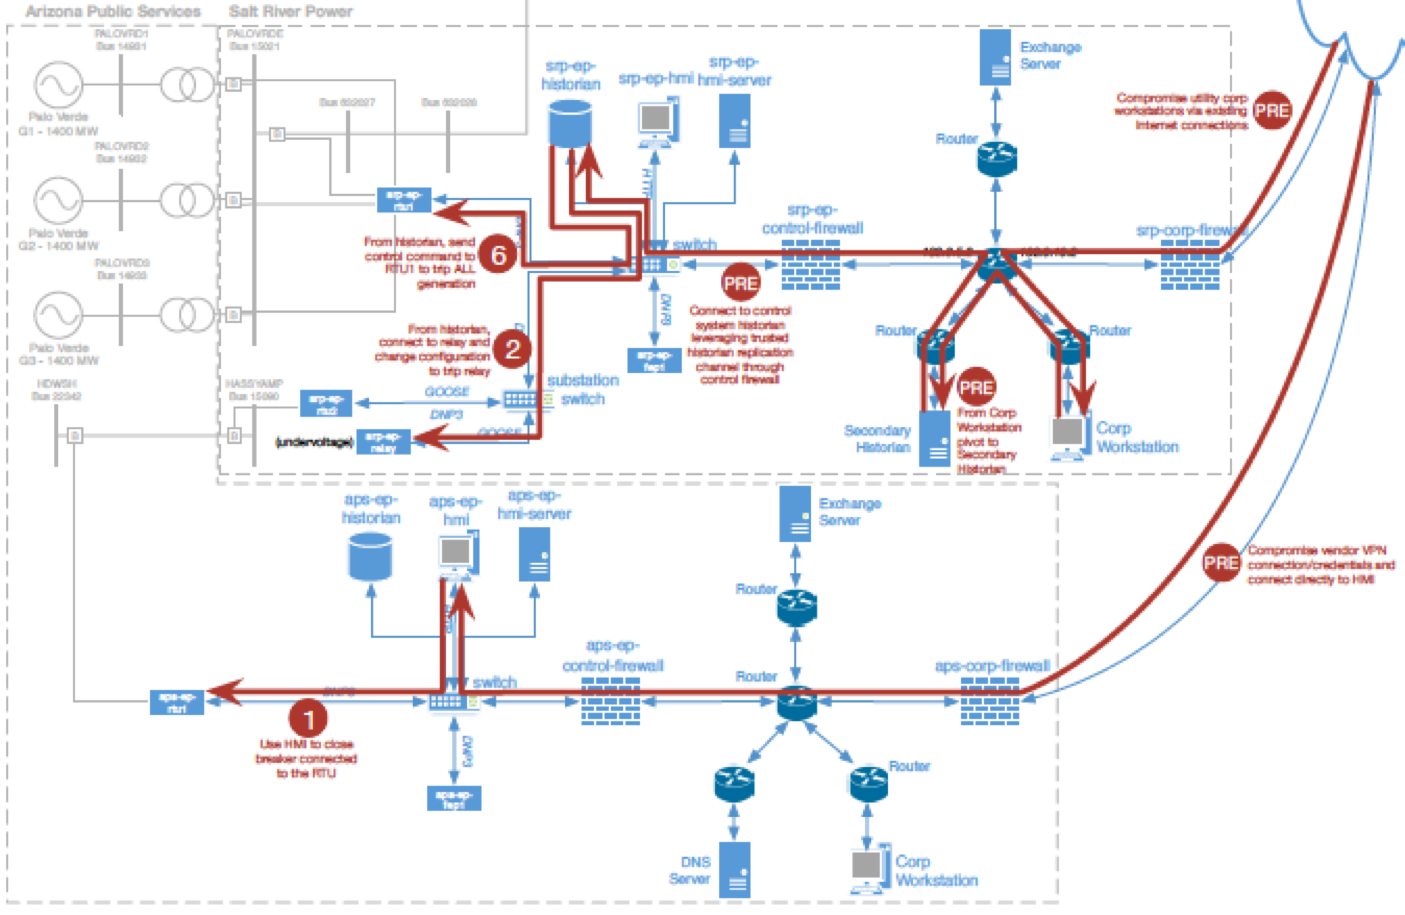 Arizona Public Services
Salt River Power
PALOVRD1
Bus 14931
PALOVRDE
Bus 15021
Palo Verde
G1 - 1400 MW
PALOVRD2
Bus 14932
Palo Verde
G2 - 1400 MW
PALOVRD3
Bus 14933
Palo Verde
G3 - 1400 MW
HDWSH
Bus 22342
HASSYAMP
Bus 15090
srp-ep-
historian
srp-ep-hmi
srp-ep-
hmi-server
Exchange
Server
Router
Compromise utility corp
workstations via existing
Internet connections
PRE
srp-ep-
rtu1
HTTP
srp-ep-
control-firewall
switch
srp-corp-firewall
6
From historian, send
control command to
RTU1 to trip ALL
generation
PRE
Connect to control
system historian
leveraging trusted
historian replication
channel through
control firewall
DNP3
srp-ep-
fep1
2
From historian,
connect to relay and
change configuration
to trip relay
Router
Router
PRE
From Corp
Workstation
pivot to
Secondary
Historian
Secondary
Historian
Corp
Workstation
substation
switch
GOOSE
DNP3
GOOSE
srp-ep-
rtu2
(undervoltage)
srp-ep-
relay
aps-ep-
historian
aps-ep-
hmi
aps-ep-
hmi-server
Exchange
Server
Router
PRE
Compromise vendor VPN
connection/credentials and
connect directly to HMI
aps-ep-
control-firewall
Router
aps-corp-firewall
switch
aps-ep-
rtu1
DNP3
1
Use HMI to close
breaker connected
to the RTU
DNP3
aps-ep-
fep1
Router
DNS
Server
Corp
Workstation